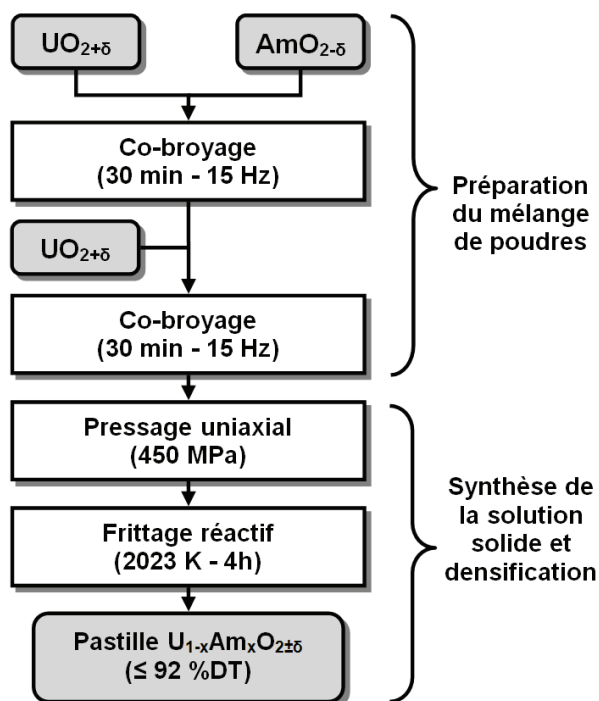 UO₂₊δ
AmO₂₋δ
Co-broyage
(30 min - 15 Hz)
UO₂₊δ
Co-broyage
(30 min - 15 Hz)
Préparation
du mélange
de poudres
Pressage uniaxial
(450 MPa)
Frittage réactif
(2023 K - 4h)
Pastille U₁₋ₓAmₓO₂±δ
(≤ 92 %DT)
Synthèse de
la solution
solide et
densification